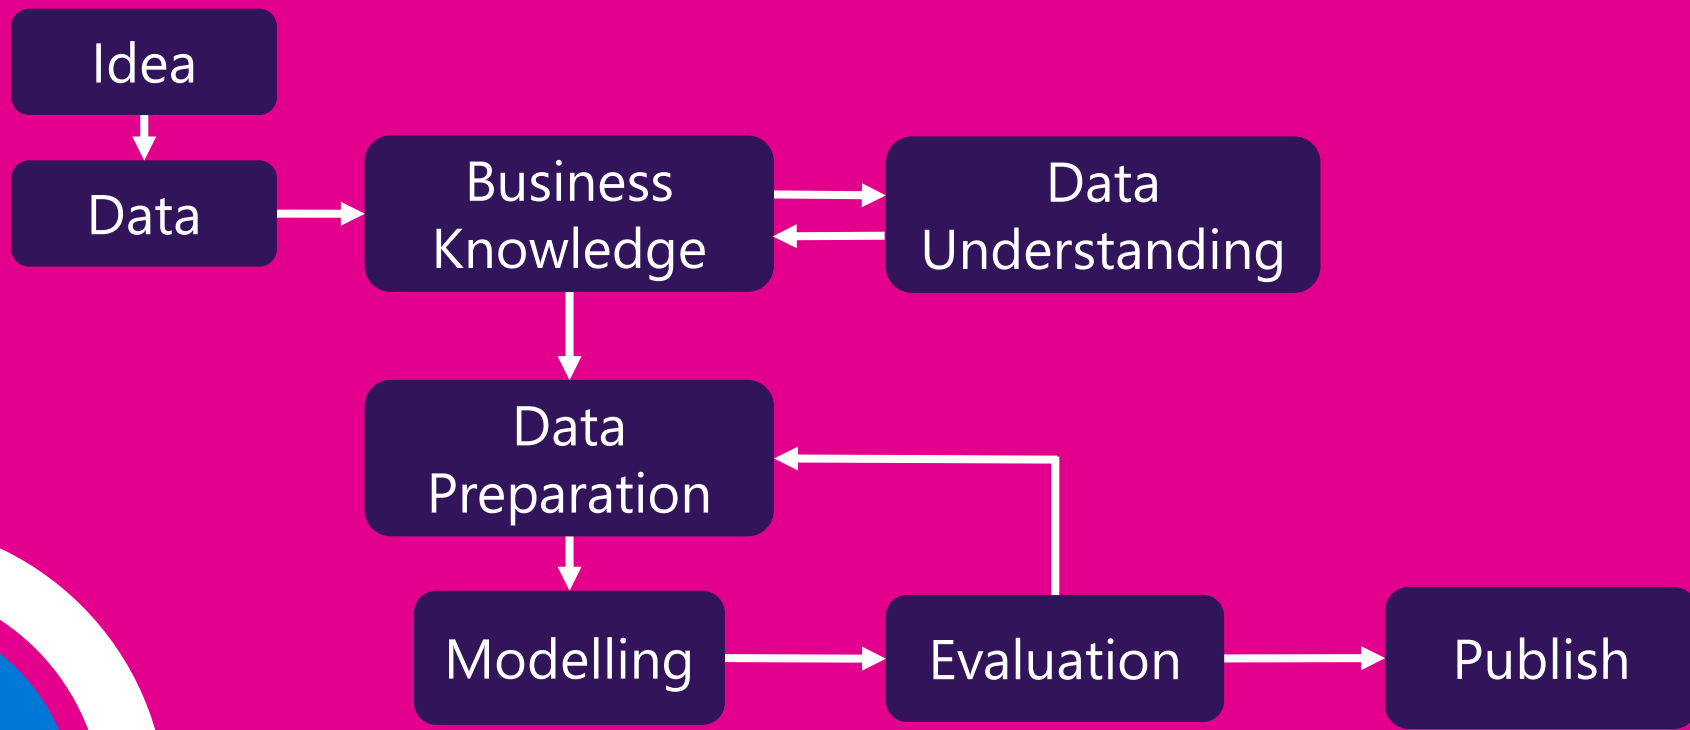 Idea
Data
Business
Knowledge
Data
Understanding
Data
Preparation
Modelling
Evaluation
Publish